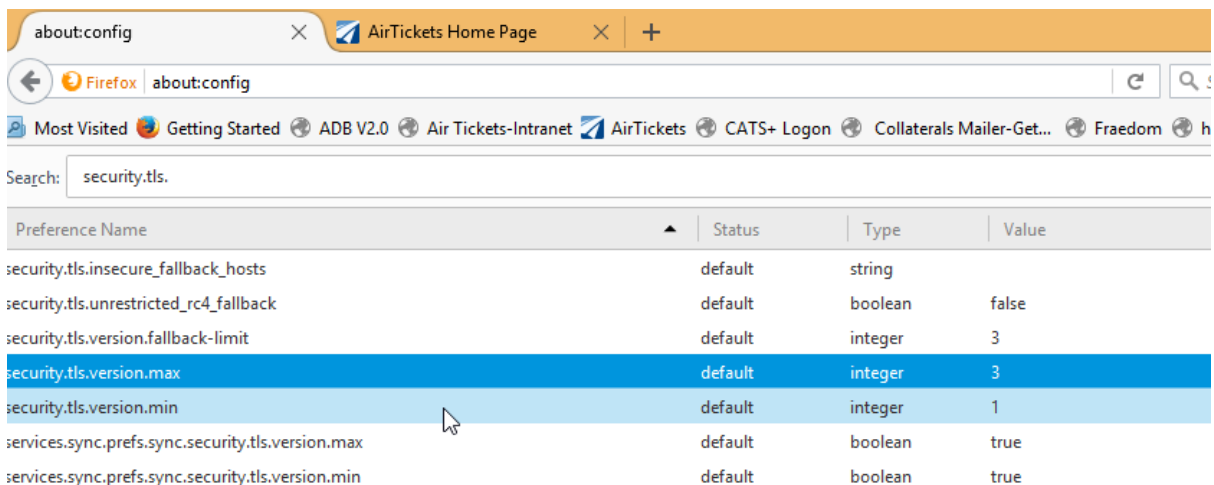 about:config AirTickets Home Page
Firefox about:config
Most Visited Getting Started ADB V2.0 Air Tickets-Intranet AirTickets CATS+ Logon Collaterals Mailer-Get... Fraedom h
Search: security.tls.
Preference Name Status Type Value
security.tls.insecure_fallback_hosts default string
security.tls.unrestricted_rc4_fallback default boolean false
security.tls.version.fallback-limit default integer 3
security.tls.version.max default integer 3
security.tls.version.min default integer 1
services.sync.prefs.sync.security.tls.version.max default boolean true
services.sync.prefs.sync.security.tls.version.min default boolean true